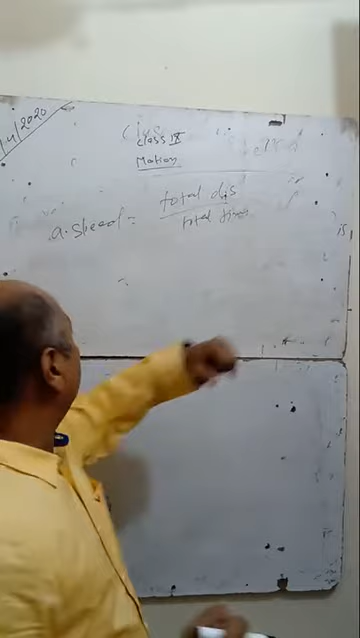 /4/2020
Class IX
Motion
a.speed = total dis
total time